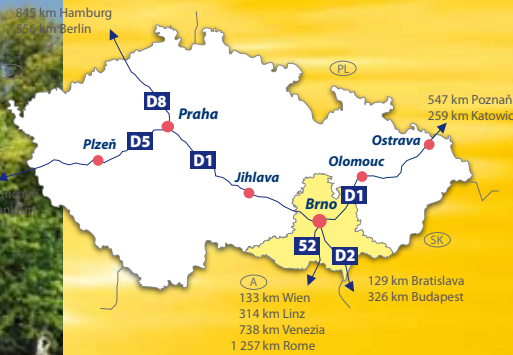 845 km Hamburg
556 km Berlin
PL
D8
Praha
547 km Poznań
259 km Katowic
Plzeň
D5
D1
Ostrava
Olomouc
Jihlava
D1
Brno
52
D2
SK
A
133 km Wien
314 km Linz
738 km Venezia
1 257 km Rome
129 km Bratislava
326 km Budapest